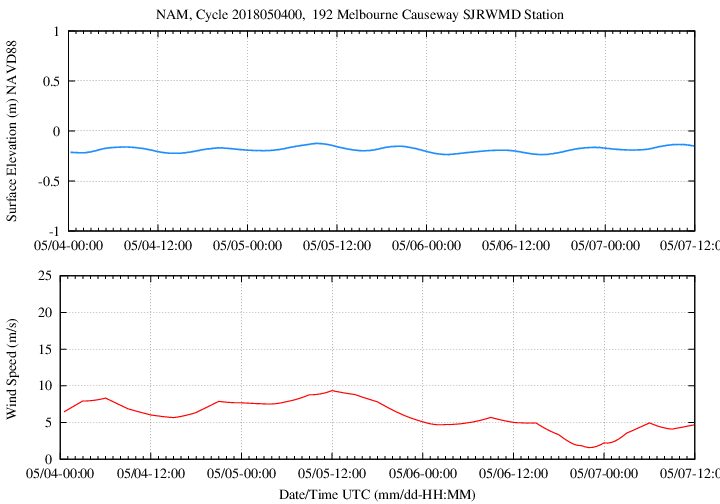 NAM, Cycle 2018050400, 192 Melbourne Causeway SJRWMD Station
Surface Elevation (m) NAVD88
1
0.5
0
-0.5
-1
05/04-00:00 05/04-12:00 05/05-00:00 05/05-12:00 05/06-00:00 05/06-12:00 05/07-00:00 05/07-12:0
Wind Speed (m/s)
25
20
15
10
5
0
05/04-00:00 05/04-12:00 05/05-00:00 05/05-12:00 05/06-00:00 05/06-12:00 05/07-00:00 05/07-12:0
Date/Time UTC (mm/dd-HH:MM)